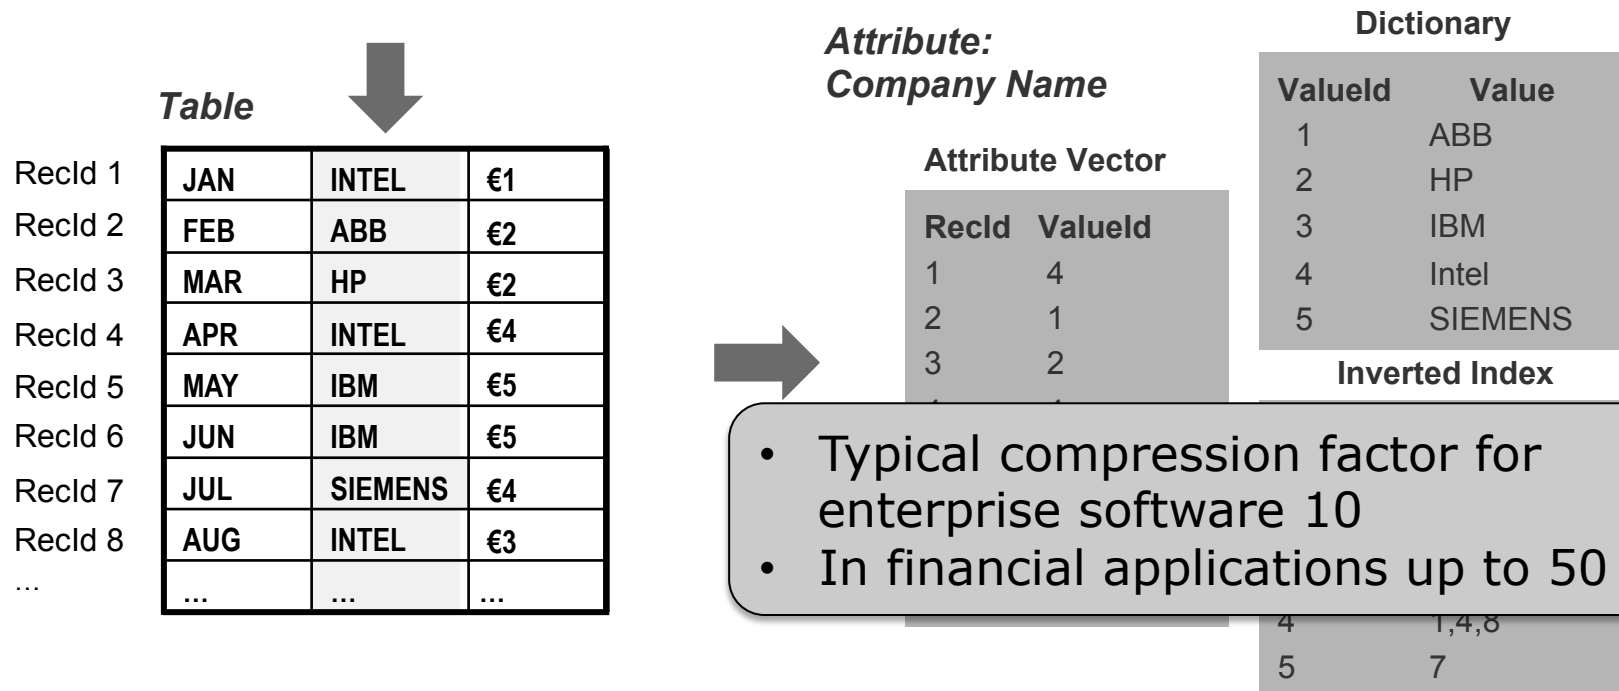 Table
RecId 1 JAN INTEL €1
RecId 2 FEB ABB €2
RecId 3 MAR HP €2
RecId 4 APR INTEL €4
RecId 5 MAY IBM €5
RecId 6 JUN IBM €5
RecId 7 JUL SIEMENS €4
RecId 8 AUG INTEL €3
… … … …
Attribute:
Company Name
Attribute Vector
RecId ValueId
1 4
2 1
3 2
Dictionary
ValueId Value
1 ABB
2 HP
3 IBM
4 Intel
5 SIEMENS
Inverted Index
• Typical compression factor for
enterprise software 10
• In financial applications up to 50
4 1,4,8
5 7